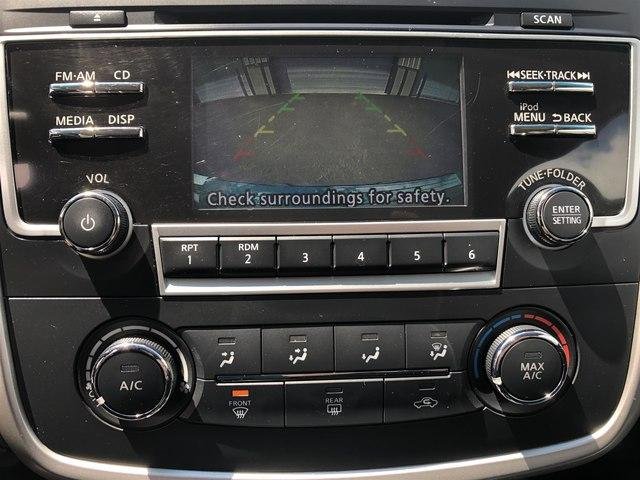 SCAN
FM·AM CD
MEDIA DISP
VOL
SEEK·TRACK
iPod
MENU BACK
TUNE·FOLDER
ENTER
SETTING
Check surroundings for safety.
RPT
1
RDM
2
3
4
5
6
A/C
MAX
A/C
FRONT
REAR